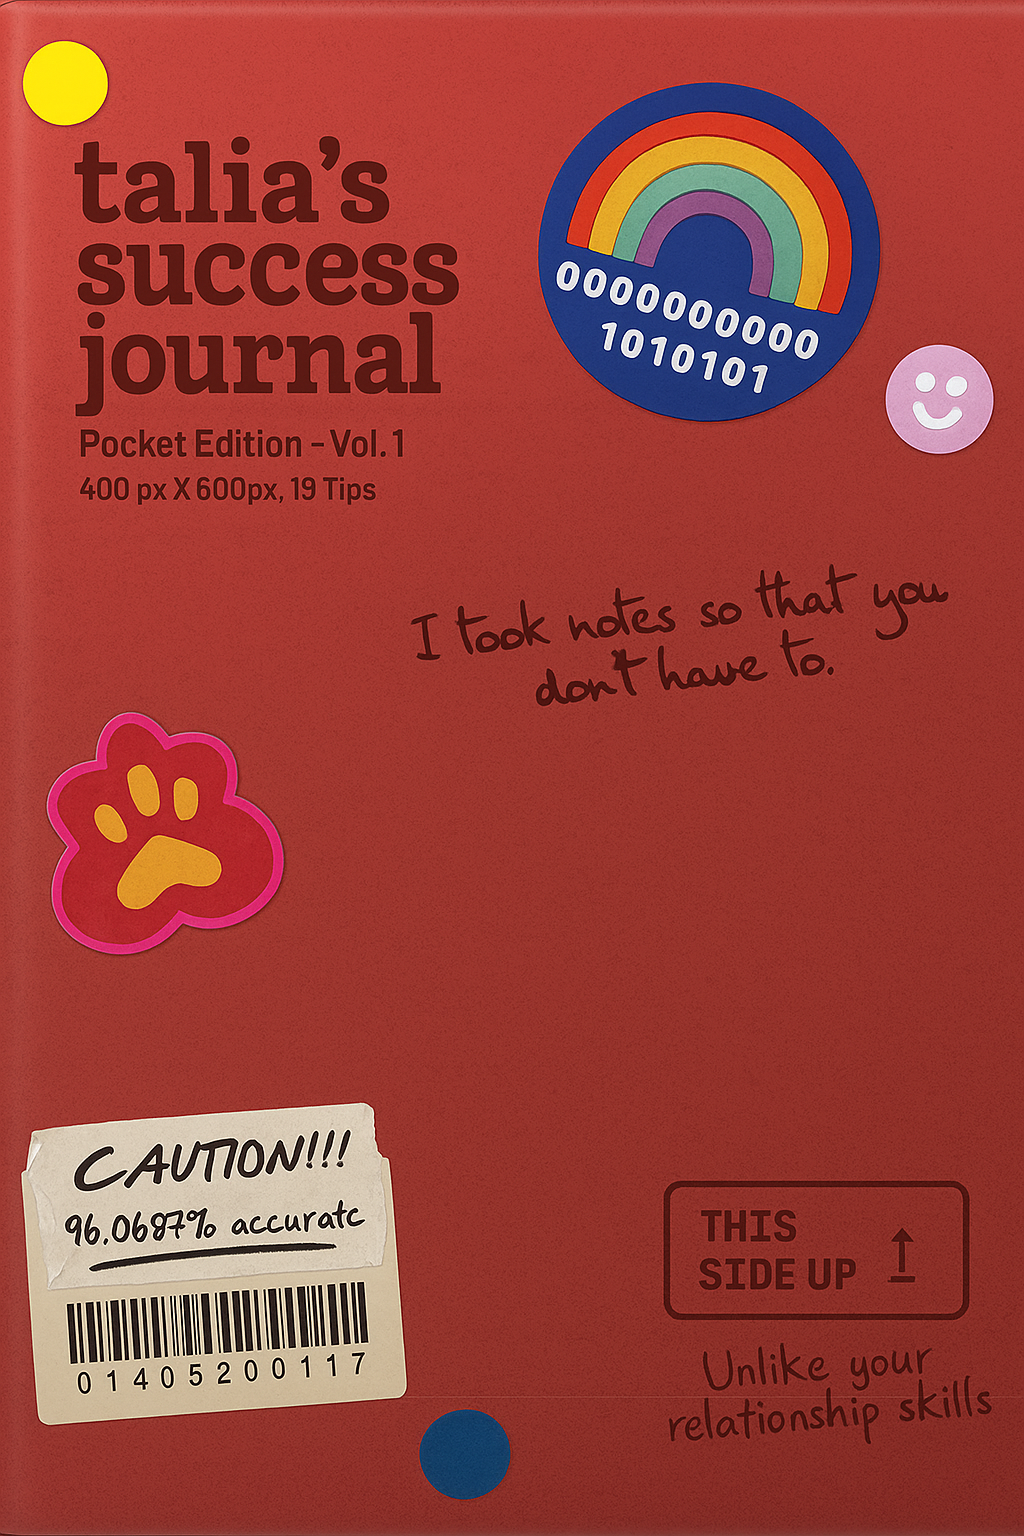 talia's
success
journal
Pocket Edition - Vol. 1
400 px X 600px, 19 Tips
0000000000
1010101
I took notes so that you
don't have to.
CAUTION!!!
96.0687% accurate
01405200117
THIS
SIDE UP
Unlike your
relationship skills